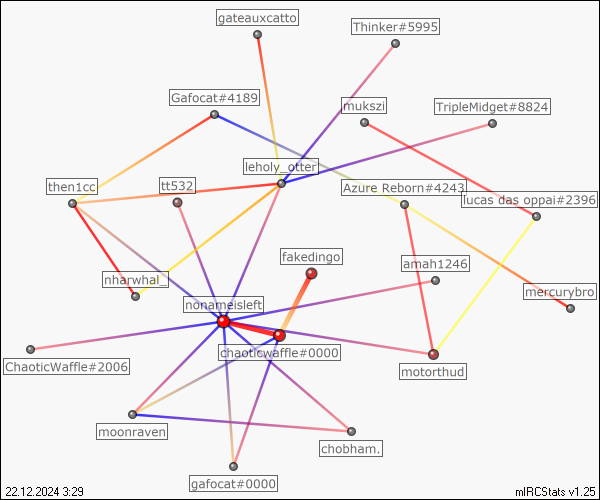 gateauxcatto
Thinker#5995
Gafocat#4189
mukszi
TripleMidget#8824
leholy_otter
then1cc
tt532
Azure Reborn#4243
lucas das oppai#2396
fakedingo
amah1246
nharwhal_
mercurybro
nonameisleft
chaoticwaffle#0000
ChaoticWaffle#2006
motorthud
moonraven
chobham.
gafocat#0000
22.12.2024 3:29
mIRCStats v1.25